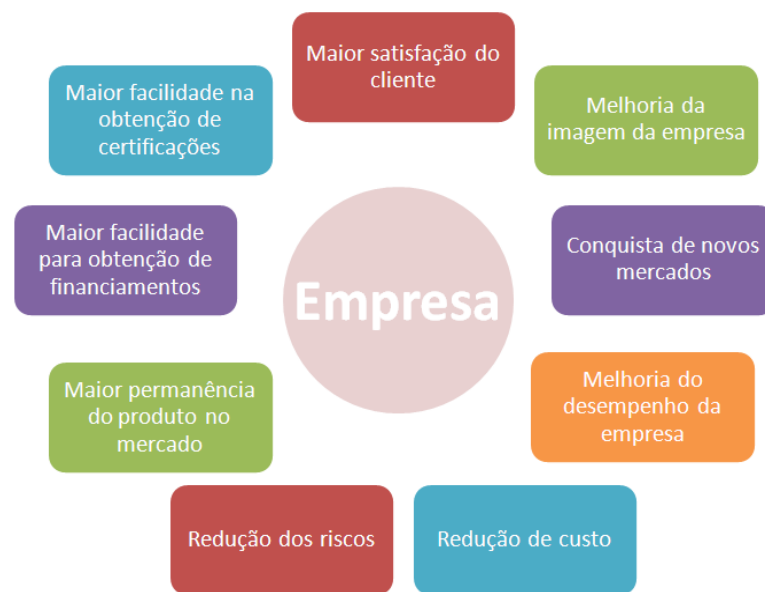 Maior satisfação do
cliente
Melhoria da
imagem da empresa
Conquista de novos
mercados
Melhoria do
desempenho da
empresa
Redução de custo
Redução dos riscos
Maior permanência
do produto no
mercado
Maior facilidade
para obtenção de
financiamentos
Maior facilidade na
obtenção de
certificações
Empresa